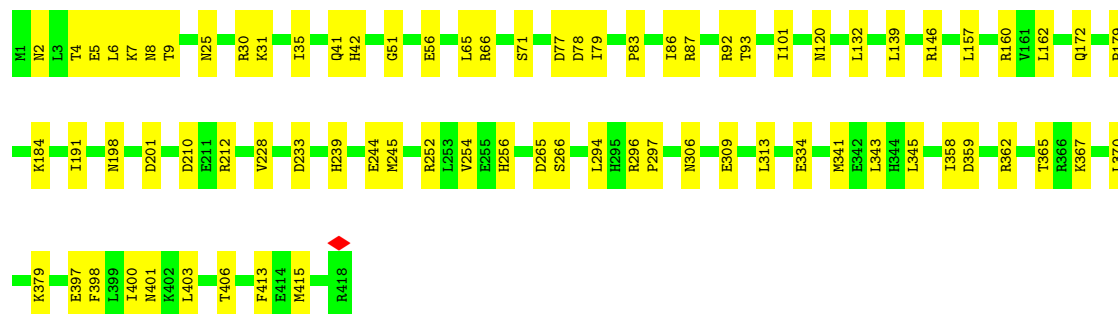 M1 N2 L3 T4 E5 L6 K7 N8 T9 N25 R30 K31 I35 Q41 H42 G51 E56 L65 R66 S71 D77 D78 I79 P83 I86 R87 R92 T93 I101 N120 L132 L139 R146 L157 R160 V161 L162 Q172
K184 I191 N198 D201 D210 E211 R212 V228 D233 H239 E244 M245 R252 L253 V254 E255 H256 D265 S266 L294 H295 R296 P297 N306 E309 L313 E334 M341 E342 L343 H344 L345 I358 D359 R362 T365 R366 K367
K379 E397 F398 L399 I400 N401 K402 L403 T406 F413 E414 M415 R418